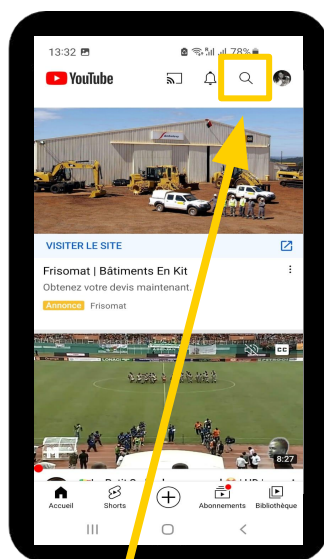 13:32
78%
YouTube
VISITER LE SITE
Frisomat | Bâtiments En Kit
Obtenez votre devis maintenant.
Annonce Frisomat
CC
8:27
Accueil
Shorts
Abonnements
Bibliothèque